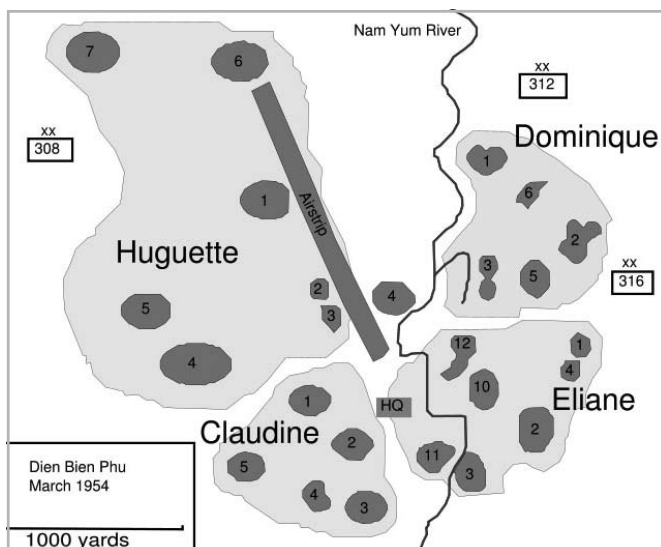 Nam Yum River
7
6
xx
312
xx
308
Dominique
1
6
1
Airstrip
2
Huguette
3
5
xx
316
2
4
3
5
4
12
1
4
10
Eliane
1
HQ
Claudine
2
2
11
5
3
4
3
Dien Bien Phu
March 1954
1000 yards